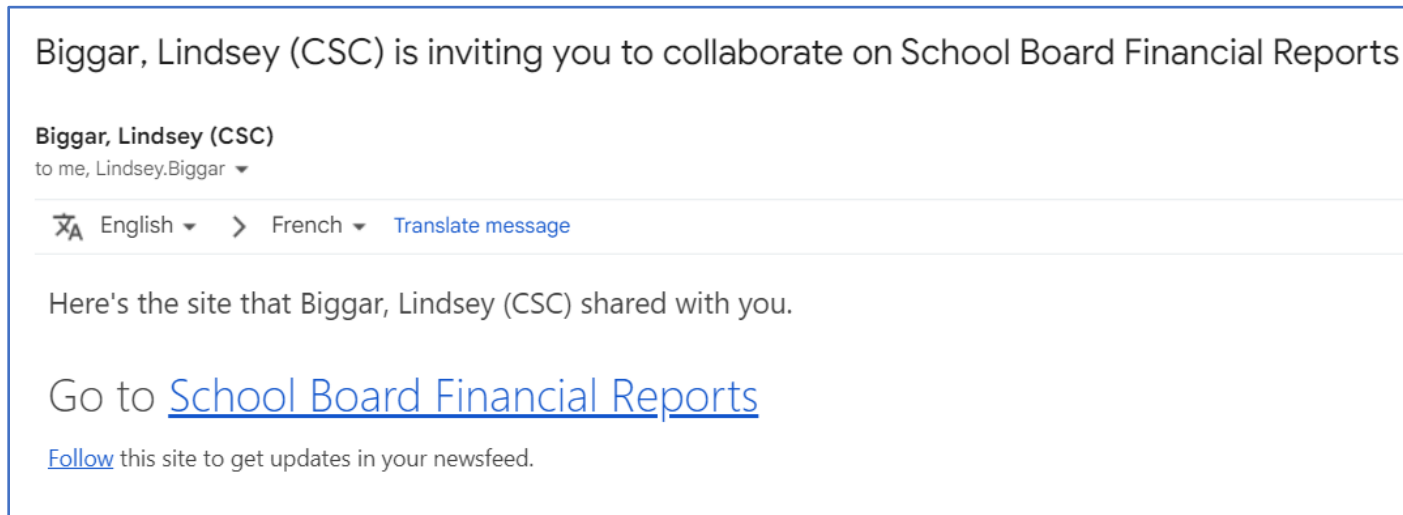 Biggar, Lindsey (CSC) is inviting you to collaborate on School Board Financial Reports
Biggar, Lindsey (CSC)
to me, Lindsey.Biggar
English > French Translate message
Here's the site that Biggar, Lindsey (CSC) shared with you.
Go to School Board Financial Reports
Follow this site to get updates in your newsfeed.